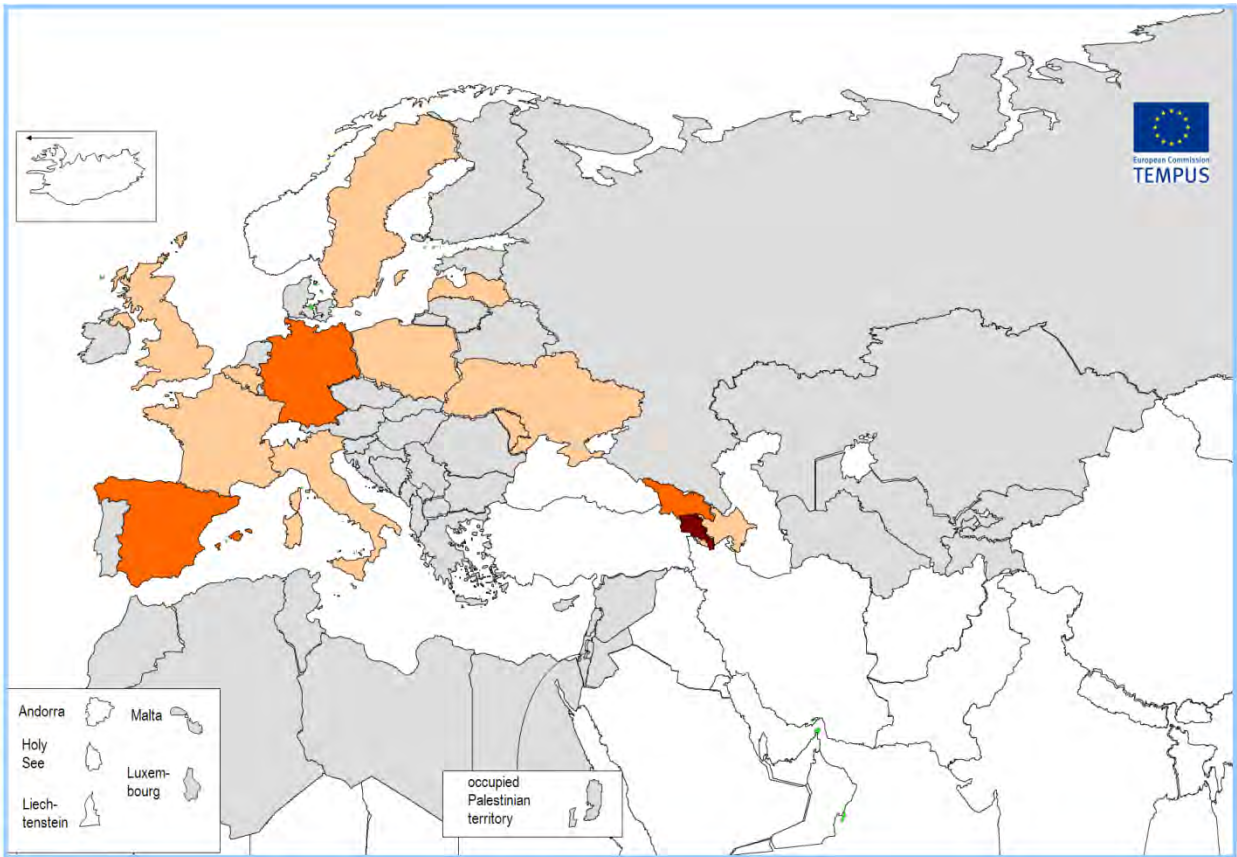 European Commission
TEMPUS
Andorra
Malta
Holy
See
Luxem-
bourg
Liech-
tenstein
occupied
Palestinian
territory